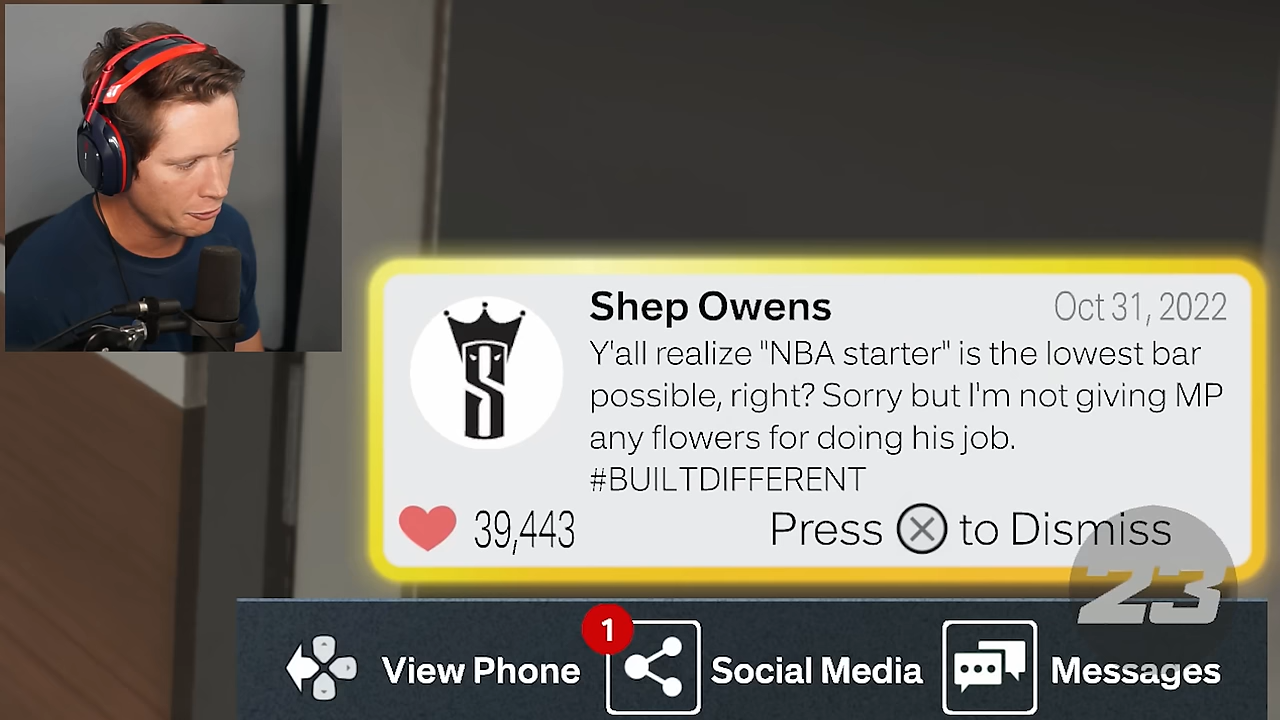 Shep Owens
Oct 31, 2022
Y'all realize "NBA starter" is the lowest bar
possible, right? Sorry but I'm not giving MP
any flowers for doing his job.
#BUILTDIFFERENT
39,443
Press ⊗ to Dismiss
23
View Phone
1
Social Media
Messages